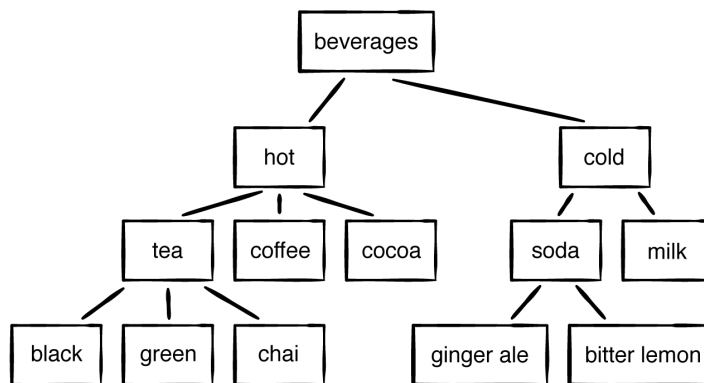 beverages
hot
cold
tea
coffee
cocoa
soda
milk
black
green
chai
ginger ale
bitter lemon